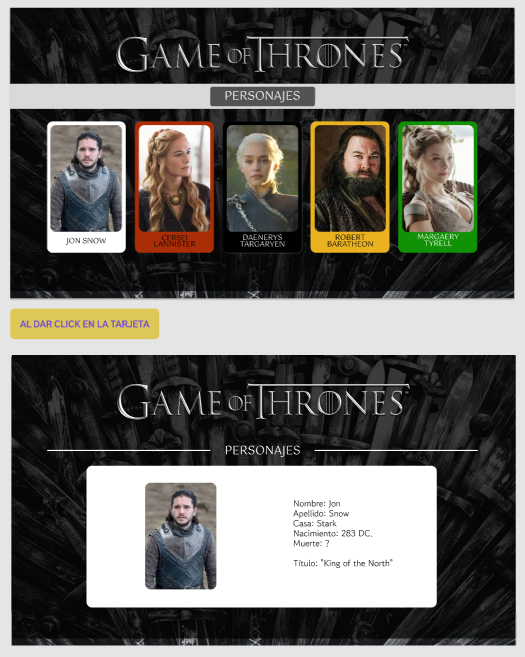 GAME OF THRONES
PERSONAJES
JON SNOW
CERSEI
LANNISTER
DAENERYS
TARGARYEN
ROBERT
BARATHEON
MARGAERY
TYRELL
AL DAR CLICK EN LA TARJETA
GAME OF THRONES
PERSONAJES
Nombre: Jon
Apellido: Snow
Casa: Stark
Nacimiento: 283 DC,
Muerte: ?
Título: "King of the North"